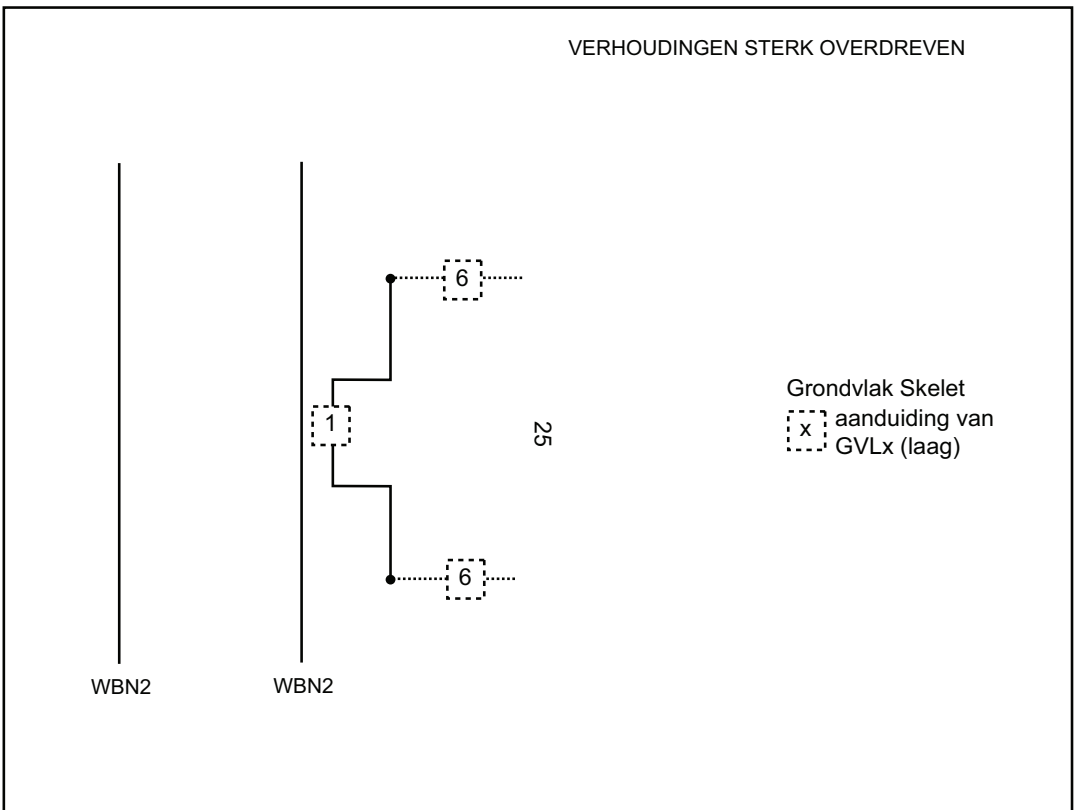 VERHOUDINGEN STERK OVERDREVEN
6
Grondvlak Skelet
x aanduiding van
GVLx (laag)
1
25
6
WBN2
WBN2